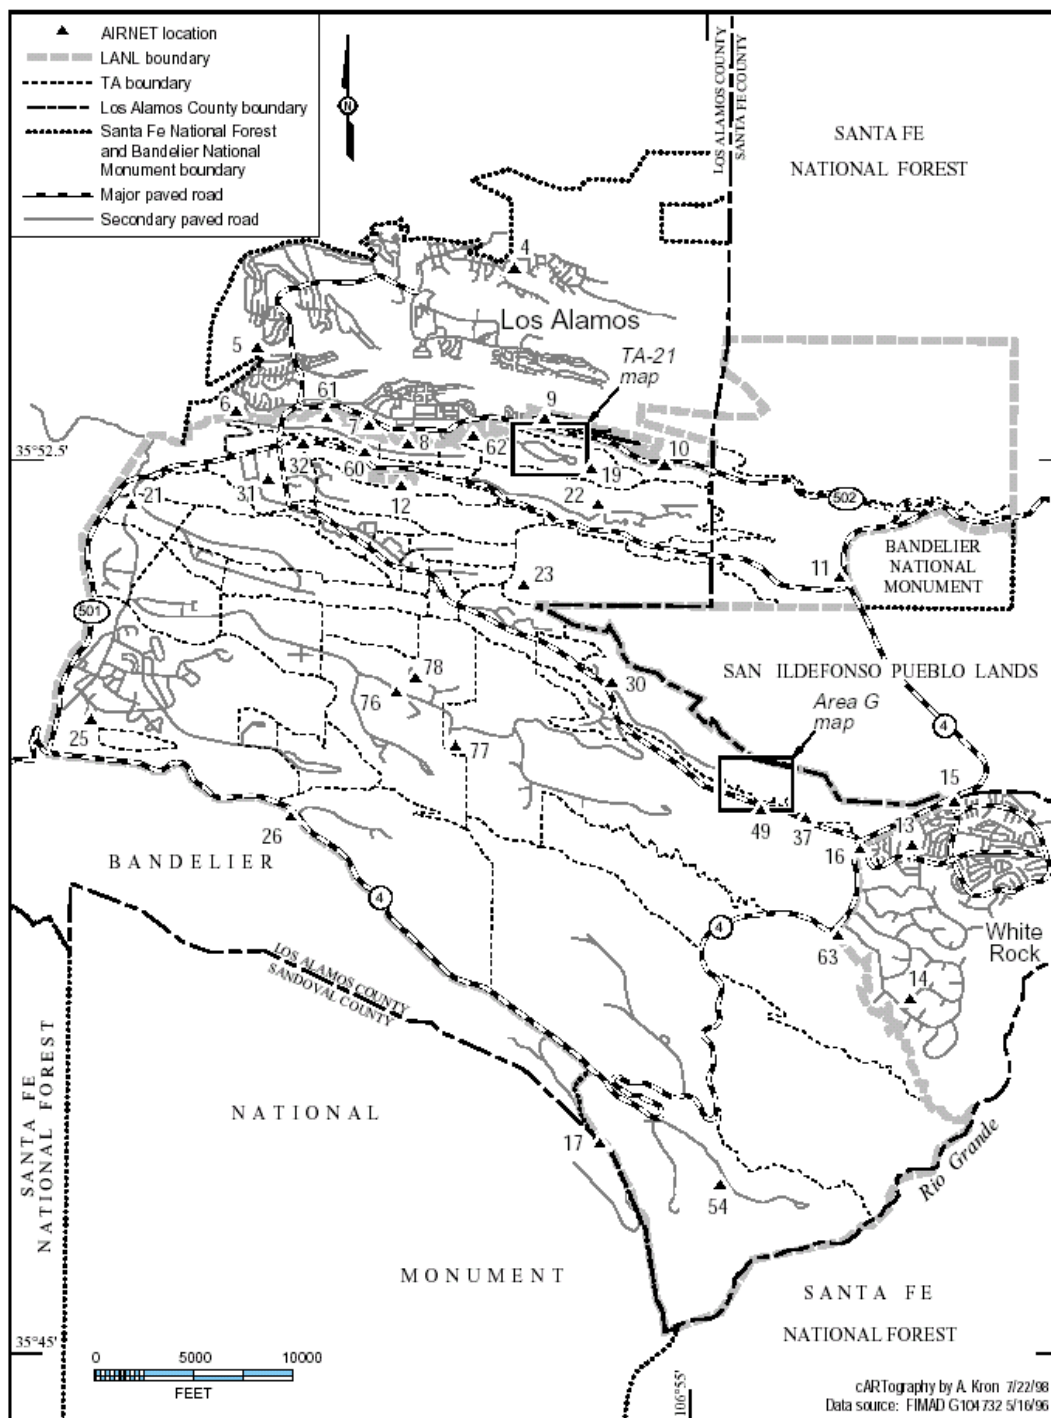 AIRNET location
LANL boundary
TA boundary
Los Alamos County boundary
Santa Fe National Forest
and Bandelier National
Monument boundary
Major paved road
Secondary paved road
N
LOS ALAMOS COUNTY
SANTA FE COUNTY
SANTA FE
NATIONAL FOREST
4
Los Alamos
5
TA-21
map
61
9
6
7
8
62
10
35°52.5'
32
60
19
31
12
22
21
502
11
BANDELIER
NATIONAL
MONUMENT
23
501
SAN ILDEFONSO PUEBLO LANDS
78
30
76
Area G
map
4
25
77
15
49
37
13
26
16
BANDELIER
4
4
White
Rock
63
14
LOS ALAMOS COUNTY
SANDOVAL COUNTY
SANTA FE
NATIONAL FOREST
NATIONAL
17
Rio Grande
54
MONUMENT
SANTA FE
NATIONAL FOREST
35°45'
0 5000 10000
FEET
106°55'
cARTography by A. Kron 7/22/98
Data source: FIMAD G104732 5/16/96